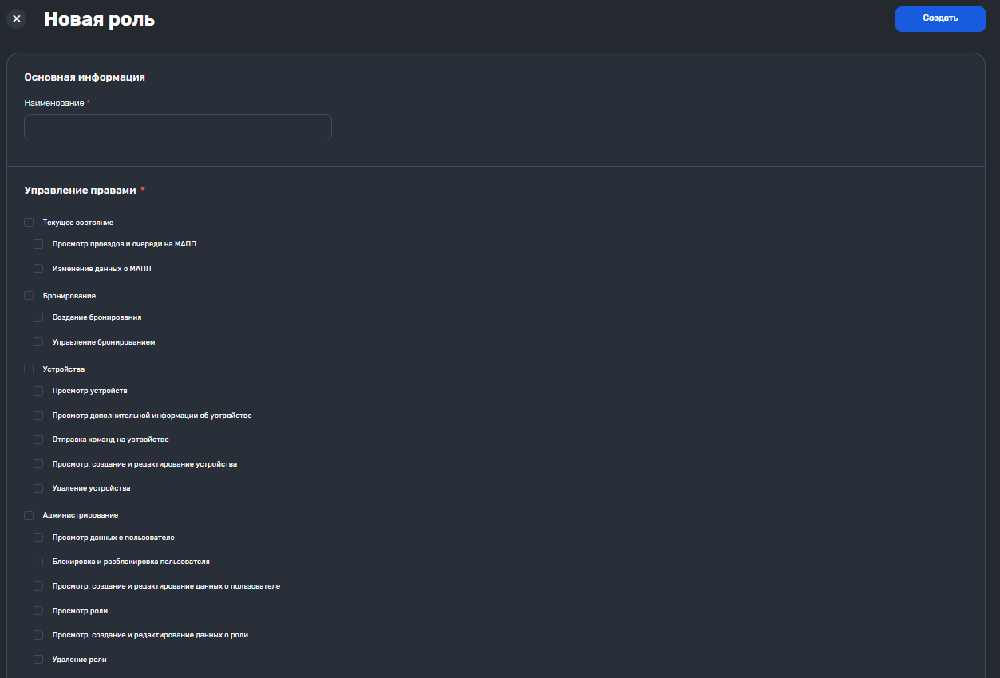 Новая роль
Создать
Основная информация
Наименование *
Управление правами *
Текущее состояние
Просмотр проездов и очереди на МАПП
Изменение данных о МАПП
Бронирование
Создание бронирования
Управление бронированием
Устройства
Просмотр устройств
Просмотр дополнительной информации об устройстве
Отправка команд на устройство
Просмотр, создание и редактирование устройства
Удаление устройства
Администрирование
Просмотр данных о пользователе
Блокировка и разблокировка пользователя
Просмотр, создание и редактирование данных о пользователе
Просмотр роли
Просмотр, создание и редактирование данных о роли
Удаление роли